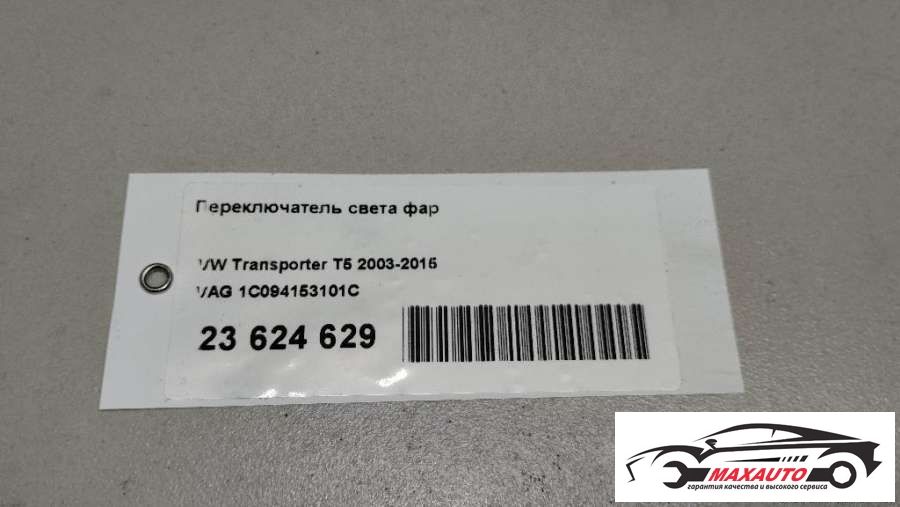 Переключатель света фар
VW Transporter T5 2003-2015
VAG 1C094153101C
23 624 629
MAXAUTO
гарантия качества и высокого сервиса